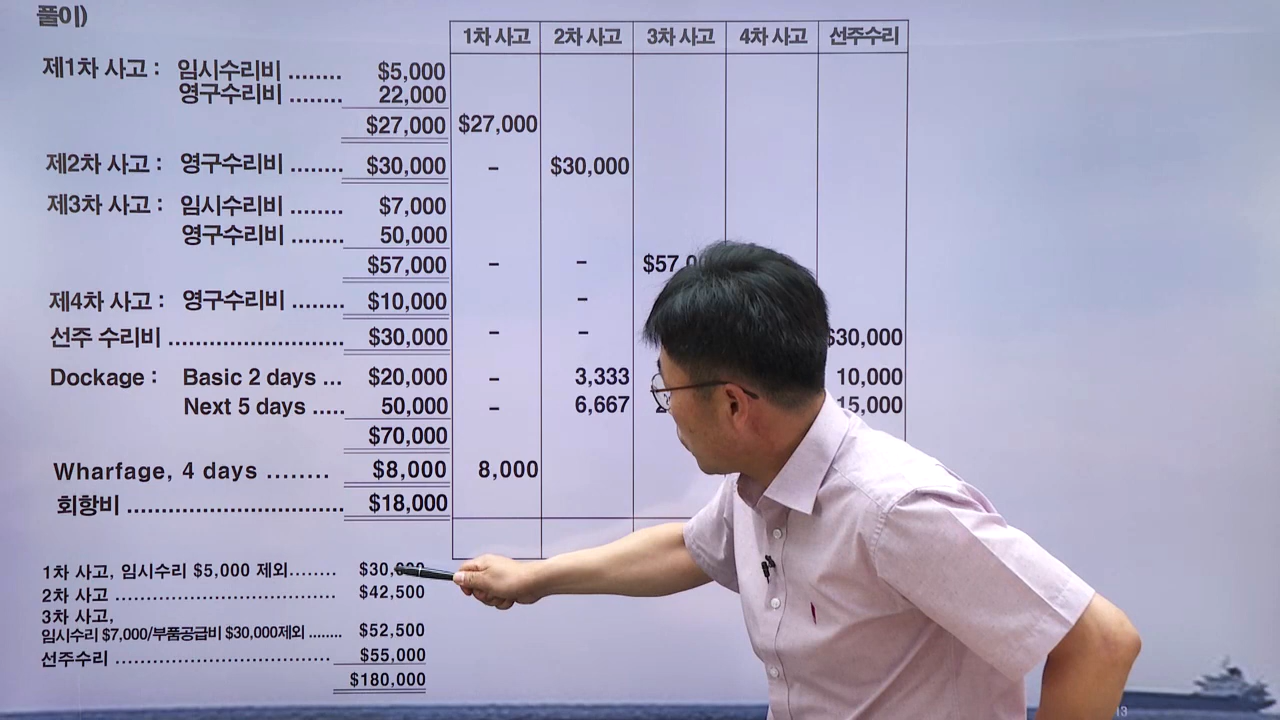 풀이)
1차 사고 2차 사고 3차 사고 4차 사고 선주수리
제1차 사고 : 임시수리비 ........ $5,000
영구수리비 ........ 22,000
$27,000 $27,000
제2차 사고 : 영구수리비 ........ $30,000 – $30,000
제3차 사고 : 임시수리비 ........ $7,000
영구수리비 ........ 50,000
$57,000 – – $57,0
제4차 사고 : 영구수리비 ........ $10,000 –
선주 수리비 ......................... $30,000 – – $30,000
Dockage : Basic 2 days ... $20,000 – 3,333 10,000
Next 5 days ..... 50,000 – 6,667 15,000
$70,000
Wharfage, 4 days ........ $8,000 8,000
회항비 ................................ $18,000
1차 사고, 임시수리 $5,000 제외........ $30,
2차 사고 ..................................... $42,500
3차 사고,
임시수리 $7,000/부품공급비 $30,000제외 ........ $52,500
선주수리 .................................... $55,000
$180,000
13